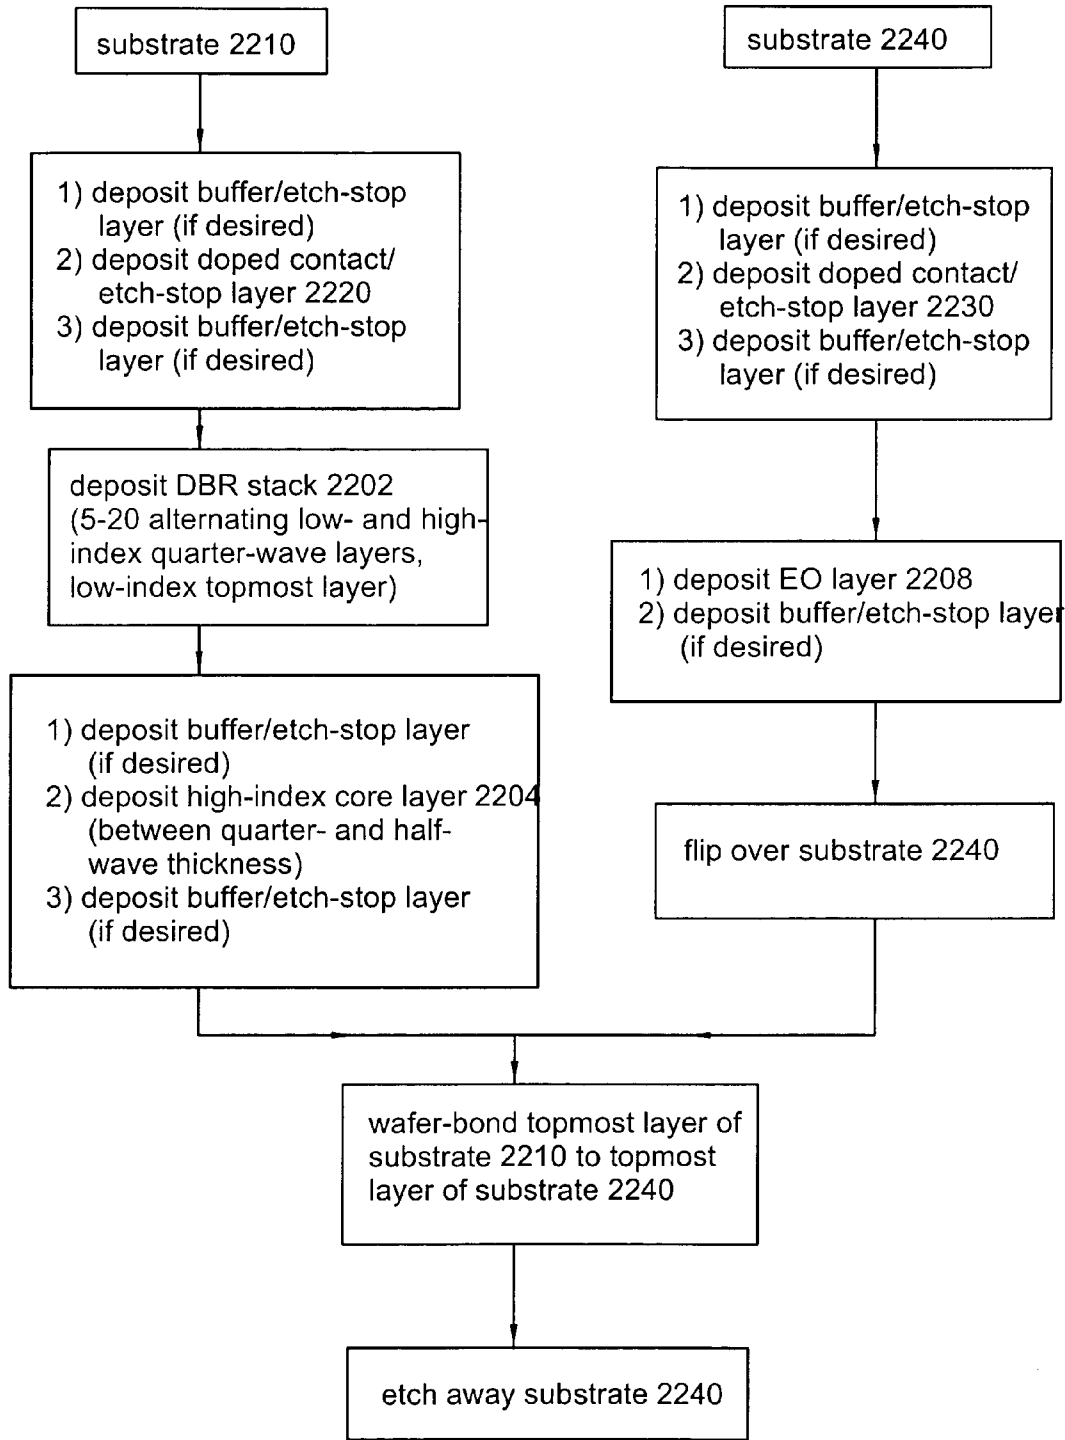 substrate 2210
1) deposit buffer/etch-stop
layer (if desired)
2) deposit doped contact/
etch-stop layer 2220
3) deposit buffer/etch-stop
layer (if desired)
deposit DBR stack 2202
(5-20 alternating low- and high-
index quarter-wave layers,
low-index topmost layer)
1) deposit buffer/etch-stop layer
(if desired)
2) deposit high-index core layer 2204
(between quarter- and half-
wave thickness)
3) deposit buffer/etch-stop layer
(if desired)
substrate 2240
1) deposit buffer/etch-stop
layer (if desired)
2) deposit doped contact/
etch-stop layer 2230
3) deposit buffer/etch-stop
layer (if desired)
1) deposit EO layer 2208
2) deposit buffer/etch-stop layer
(if desired)
flip over substrate 2240
wafer-bond topmost layer of
substrate 2210 to topmost
layer of substrate 2240
etch away substrate 2240